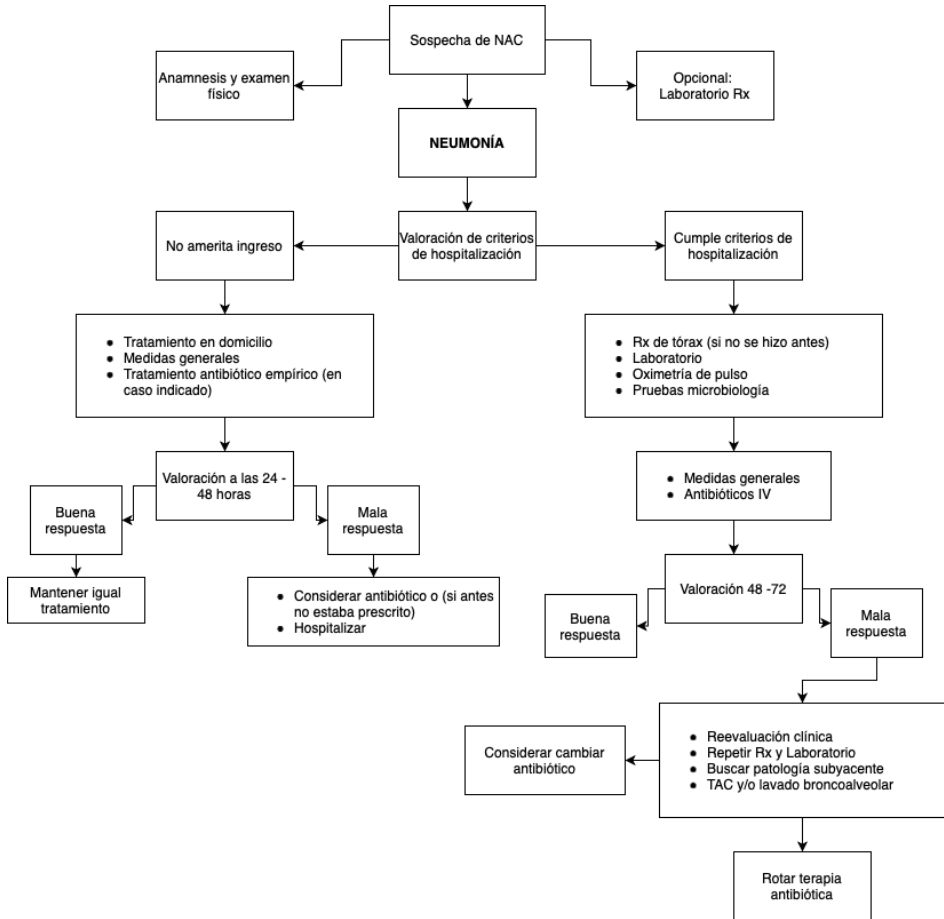 Sospecha de NAC
Anamnesis y examen
físico
Opcional:
Laboratorio Rx
NEUMONÍA
No amerita ingreso
Valoración de criterios
de hospitalización
Cumple criterios de
hospitalización
● Tratamiento en domicilio
● Medidas generales
● Tratamiento antibiótico empírico (en
caso indicado)
● Rx de tórax (si no se hizo antes)
● Laboratorio
● Oximetría de pulso
● Pruebas microbiología
Valoración a las 24 -
48 horas
● Medidas generales
● Antibióticos IV
Buena
respuesta
Mala
respuesta
Mantener igual
tratamiento
● Considerar antibiótico o (si antes
no estaba prescrito)
● Hospitalizar
Valoración 48 -72
Buena
respuesta
Mala
respuesta
Considerar cambiar
antibiótico
● Reevaluación clínica
● Repetir Rx y Laboratorio
● Buscar patología subyacente
● TAC y/o lavado broncoalveolar
Rotar terapia
antibiótica